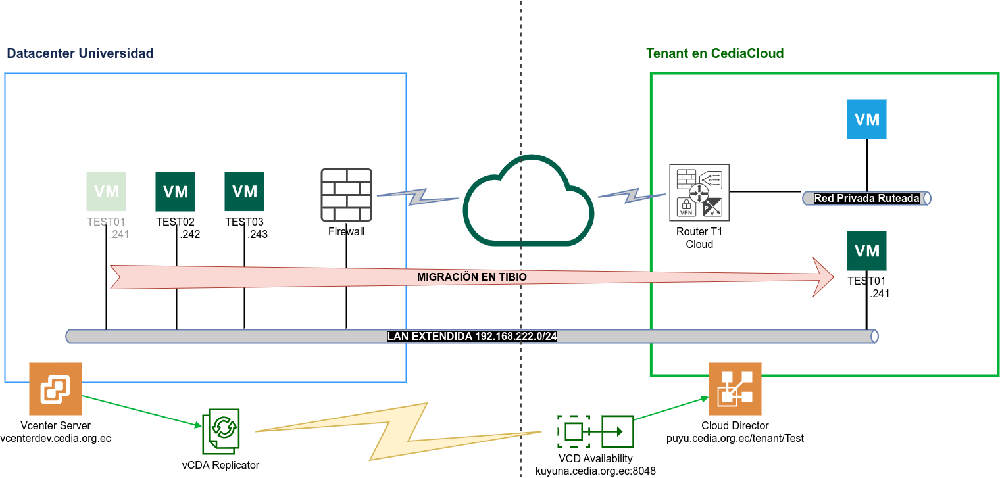 Datacenter Universidad
Tenant en CediaCloud
VM
VM
VM
VM
TEST01
.241
TEST02
.242
TEST03
.243
Firewall
VPN
P
V
Router T1
Cloud
Red Privada Ruteada
VM
TEST01
.241
MIGRACIÖN EN TIBIO
LAN EXTENDIDA 192.168.222.0/24
Vcenter Server
vcenterdev.cedia.org.ec
vCDA Replicator
VCD Availability
kuyuna.cedia.org.ec:8048
Cloud Director
puyu.cedia.org.ec/tenant/Test